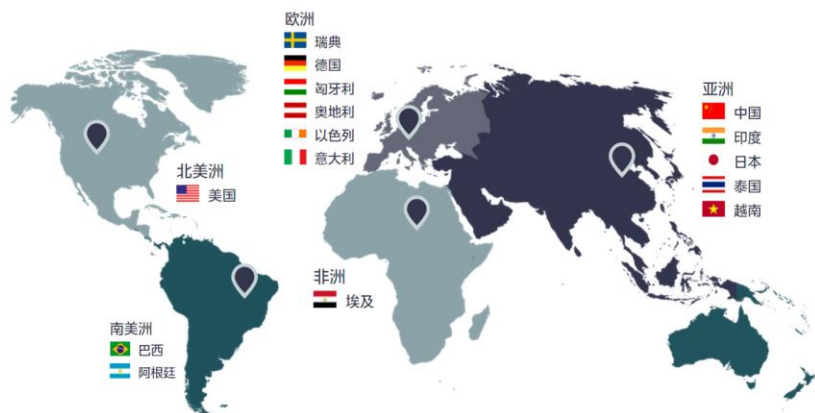 欧洲
瑞典
德国
匈牙利
奥地利
以色列
意大利
亚洲
中国
印度
日本
泰国
越南
北美洲
美国
非洲
埃及
南美洲
巴西
阿根廷